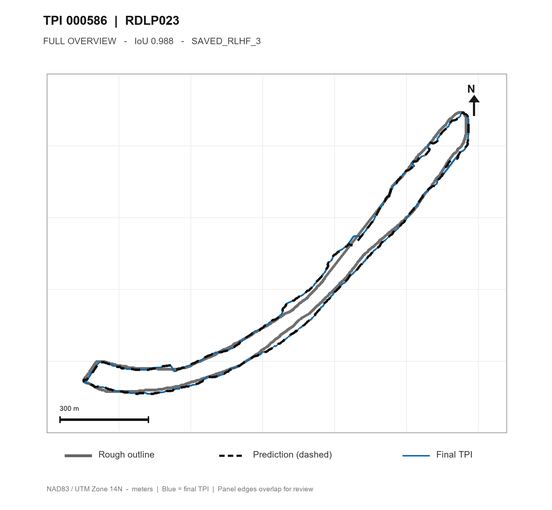 TPI 000586 | RDLP023
FULL OVERVIEW - IoU 0.988 - SAVED_RLHF_3
N
300 m
Rough outline
Prediction (dashed)
Final TPI
NAD83 / UTM Zone 14N - meters | Blue = final TPI | Panel edges overlap for review